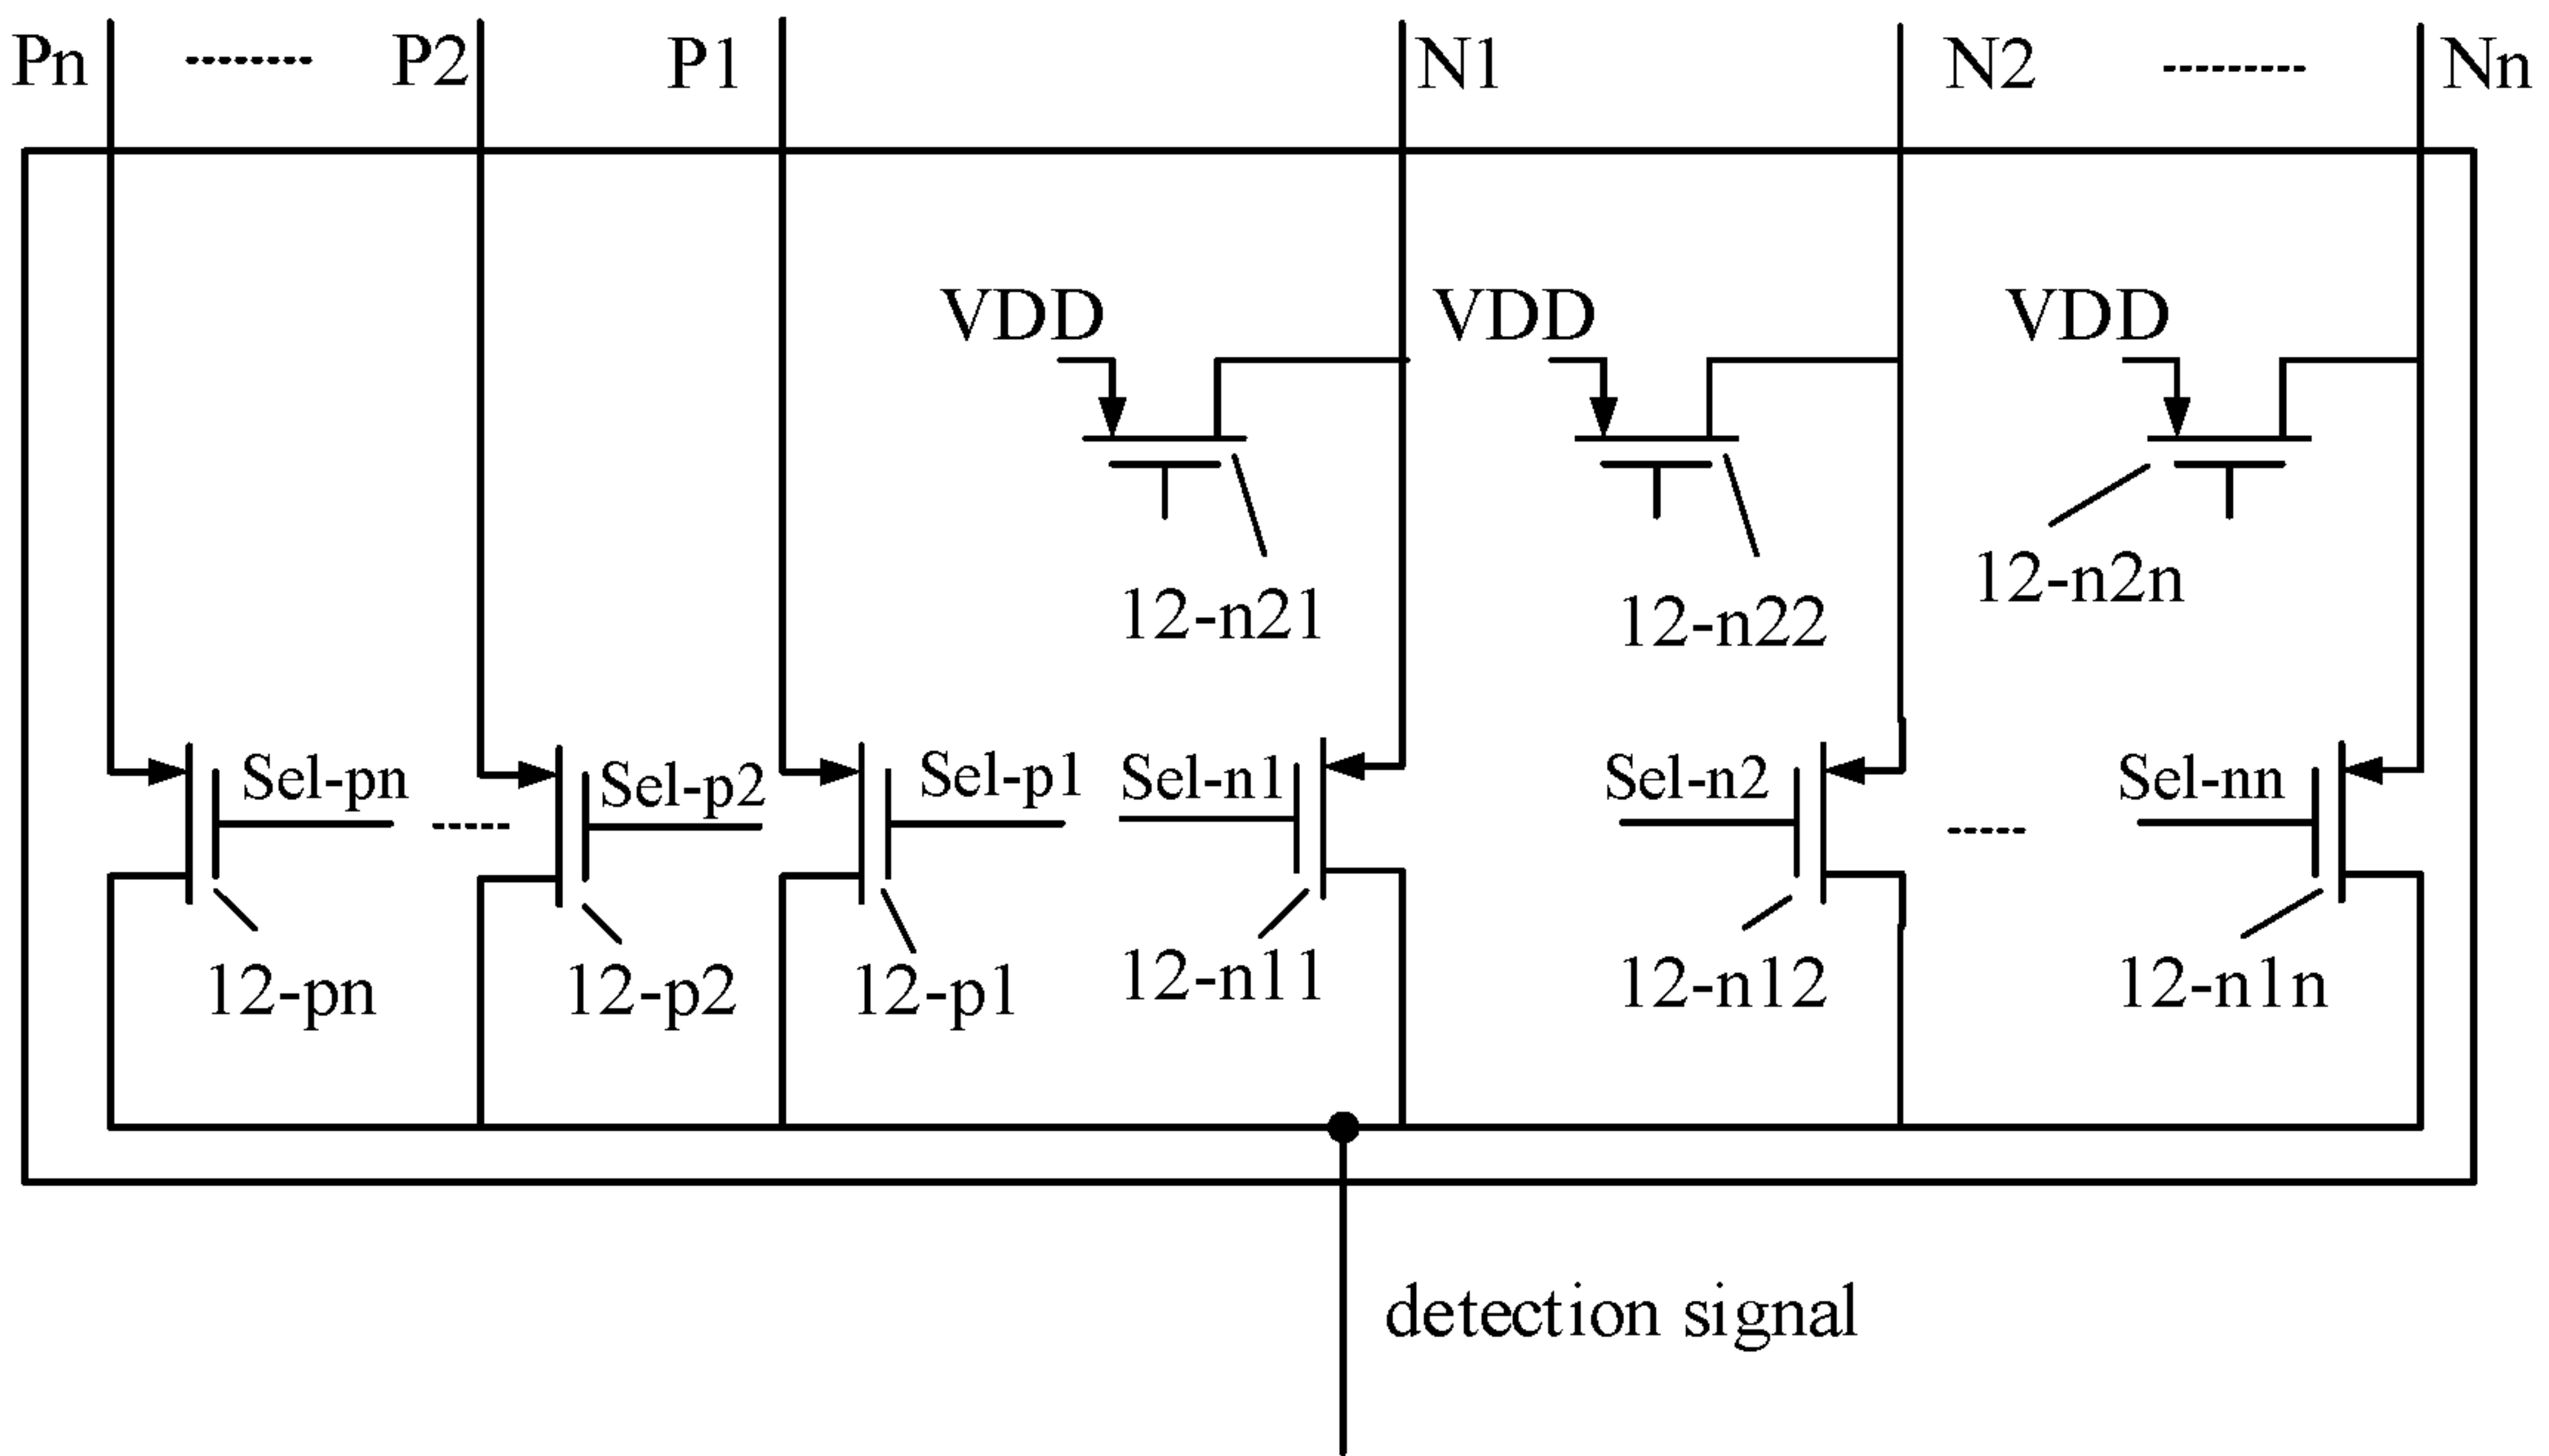 Pn P2 P1 N1 N2 Nn
VDD VDD VDD
12-n21 12-n22 12-n2n
Sel-pn Sel-p2 Sel-p1 Sel-n1 Sel-n2 Sel-nn
12-pn 12-p2 12-p1 12-n11 12-n12 12-n1n
detection signal